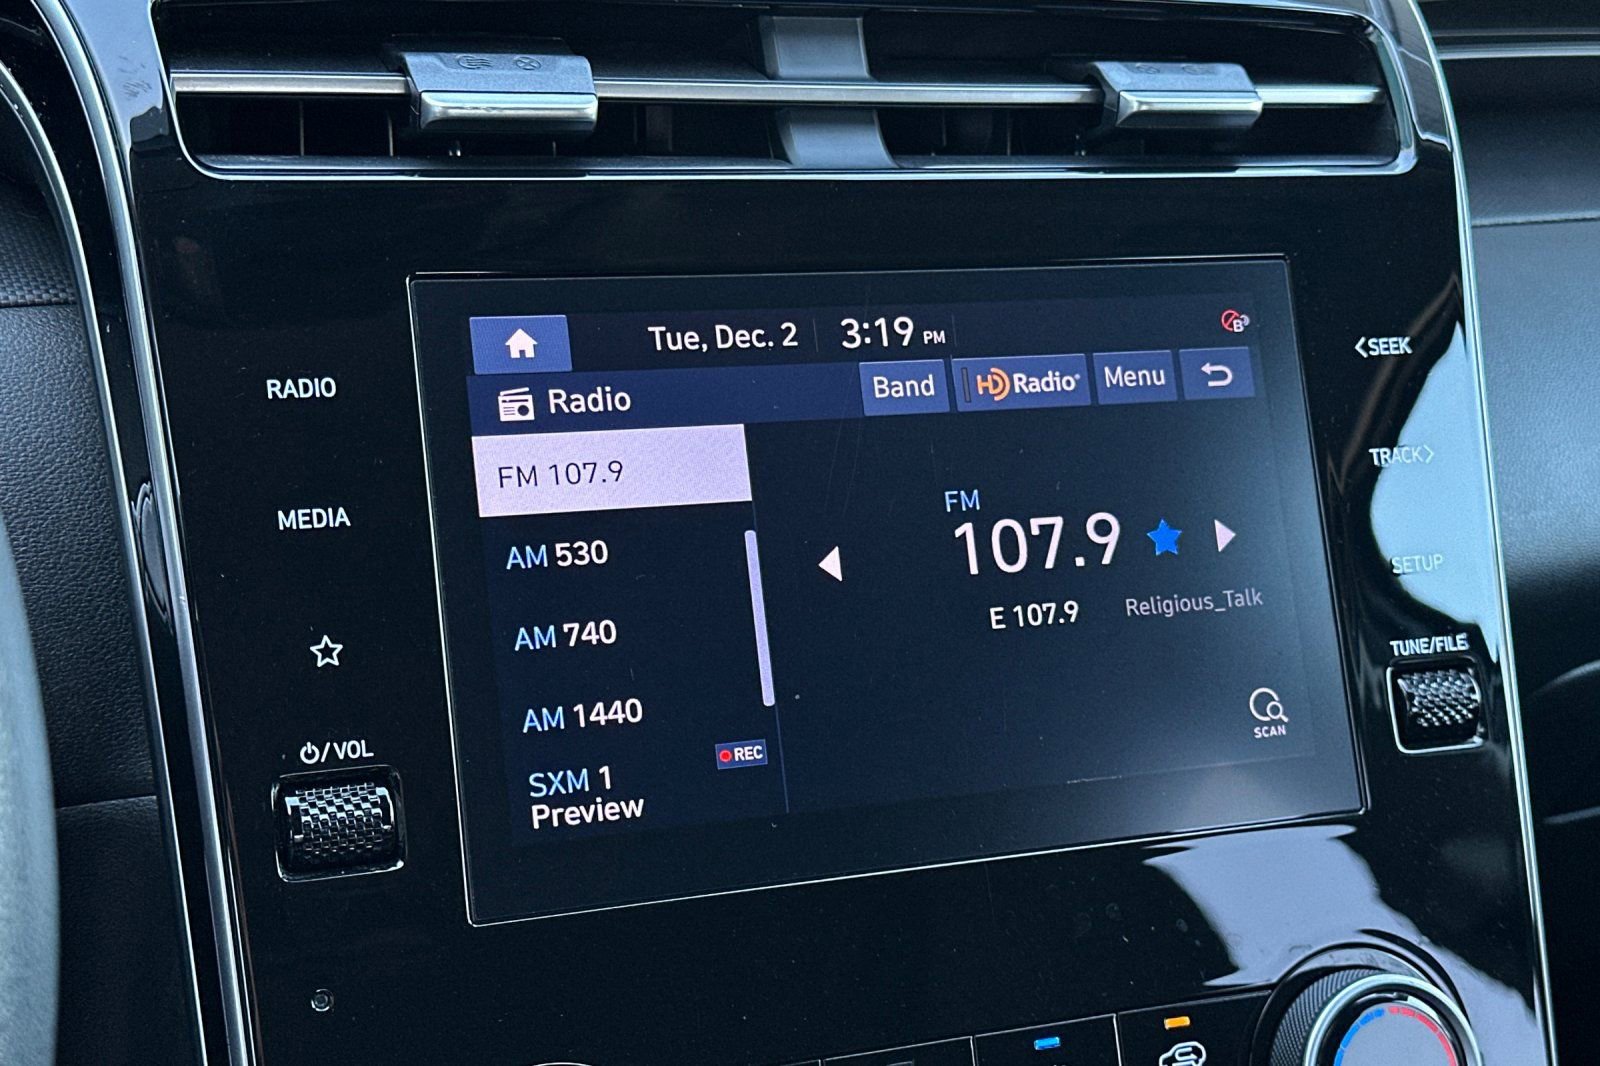 Tue, Dec. 2
3:19 PM
B
Radio
Band
HD Radio®
Menu
FM 107.9
AM 530
AM 740
AM 1440
SXM 1
Preview
REC
FM
107.9
E 107.9
Religious_Talk
SCAN
RADIO
MEDIA
/VOL
<SEEK
TRACK>
SETUP
TUNE/FILE